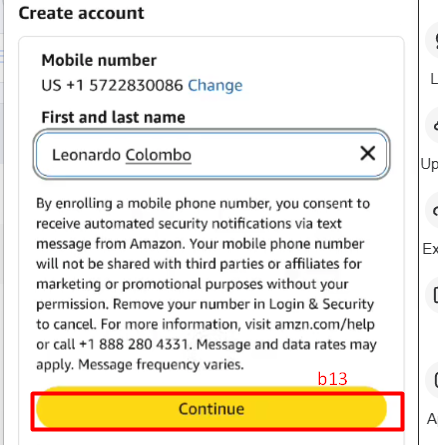 Create account
Mobile number
US +1 5722830086 Change
First and last name
Leonardo Colombo
By enrolling a mobile phone number, you consent to
receive automated security notifications via text
message from Amazon. Your mobile phone number
will not be shared with third parties or affiliates for
marketing or promotional purposes without your
permission. Remove your number in Login & Security
to cancel. For more information, visit amzn.com/help
or call +1 888 280 4331. Message and data rates may
apply. Message frequency varies.
b13
Continue